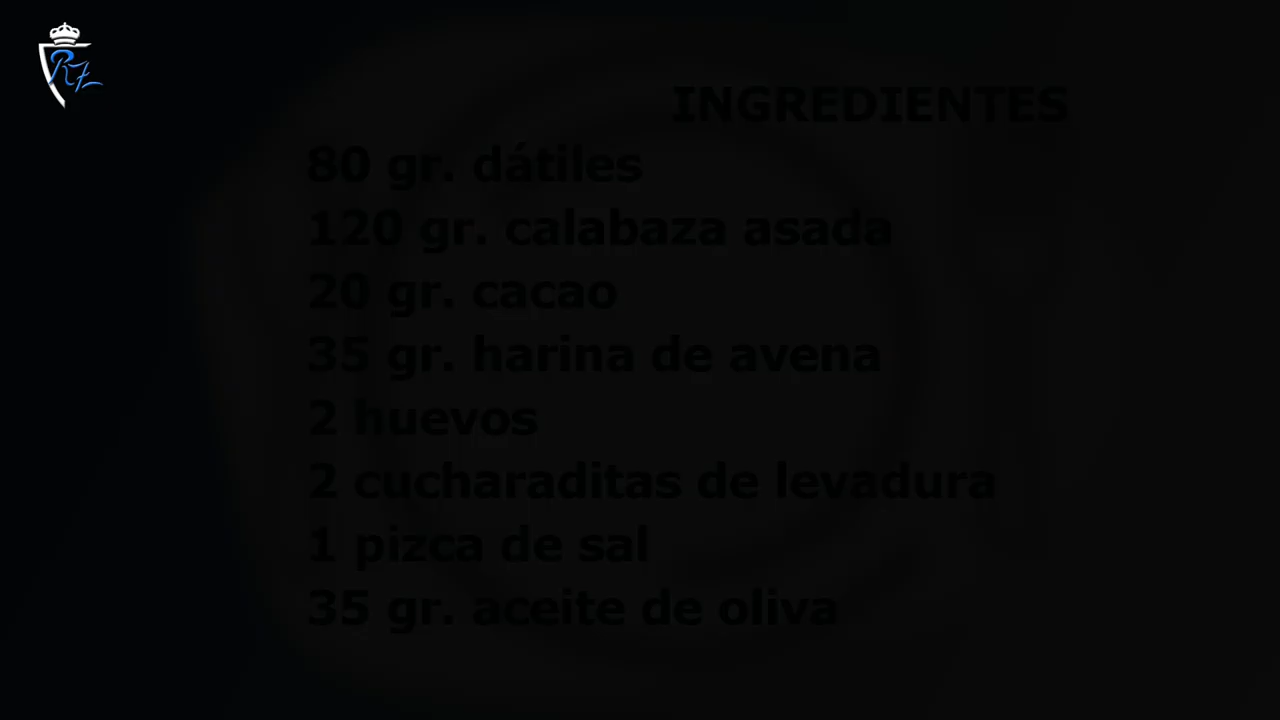 RZ
INGREDIENTES
80 gr. dátiles
120 gr. calabaza asada
20 gr. cacao
35 gr. harina de avena
2 huevos
2 cucharaditas de levadura
1 pizca de sal
35 gr. aceite de oliva